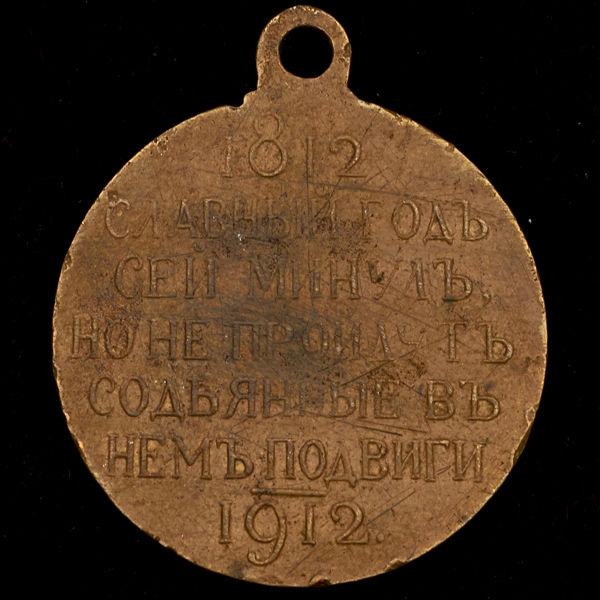 1812
СЛАВНЫЙ ГОДЪ
СЕЙ МИНУЛЪ,
НО НЕ ПРОЙДУТЪ
СОДѢЯННЫЕ ВЪ
НЕМЪ ПОДВИГИ
1912.